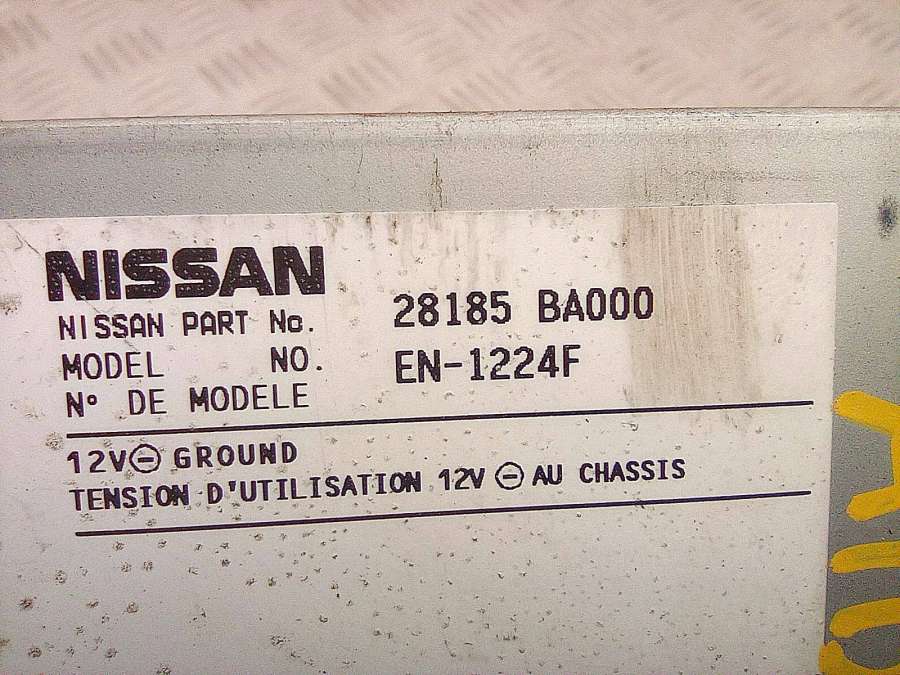 NISSAN
NISSAN PART No. 28185 BA000
MODEL NO. EN-1224F
N° DE MODELE
12V⊖GROUND
TENSION D'UTILISATION 12V ⊖ AU CHASSIS